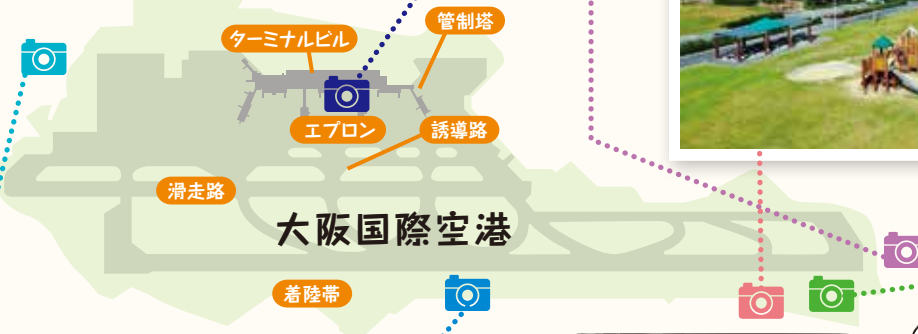 管制塔
ターミナルビル
エプロン
誘導路
滑走路
大阪国際空港
着陸帯